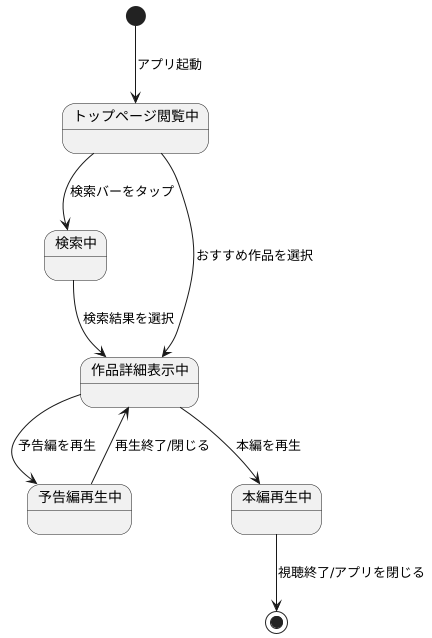 アプリ起動
トップページ閲覧中
検索バーをタップ
検索中
おすすめ作品を選択
検索結果を選択
作品詳細表示中
予告編を再生
再生終了/閉じる
本編を再生
予告編再生中
本編再生中
視聴終了/アプリを閉じる